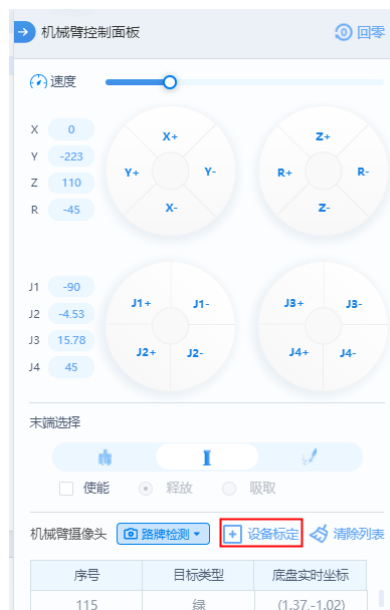 机械臂控制面板 回零
速度
X 0
Y -223
Z 110
R -45
X+
Y+ Y-
X-
Z+
R+ R-
Z-
J1 -90
J2 -4.53
J3 15.78
J4 45
J1+ J1-
J2+ J2-
J3+ J3-
J4+ J4-
末端选择
使能 释放 吸取
机械臂摄像头 路牌检测 设备标定 清除列表
序号 目标类型 底盘实时坐标
115 绿 (1.37,-1.02)